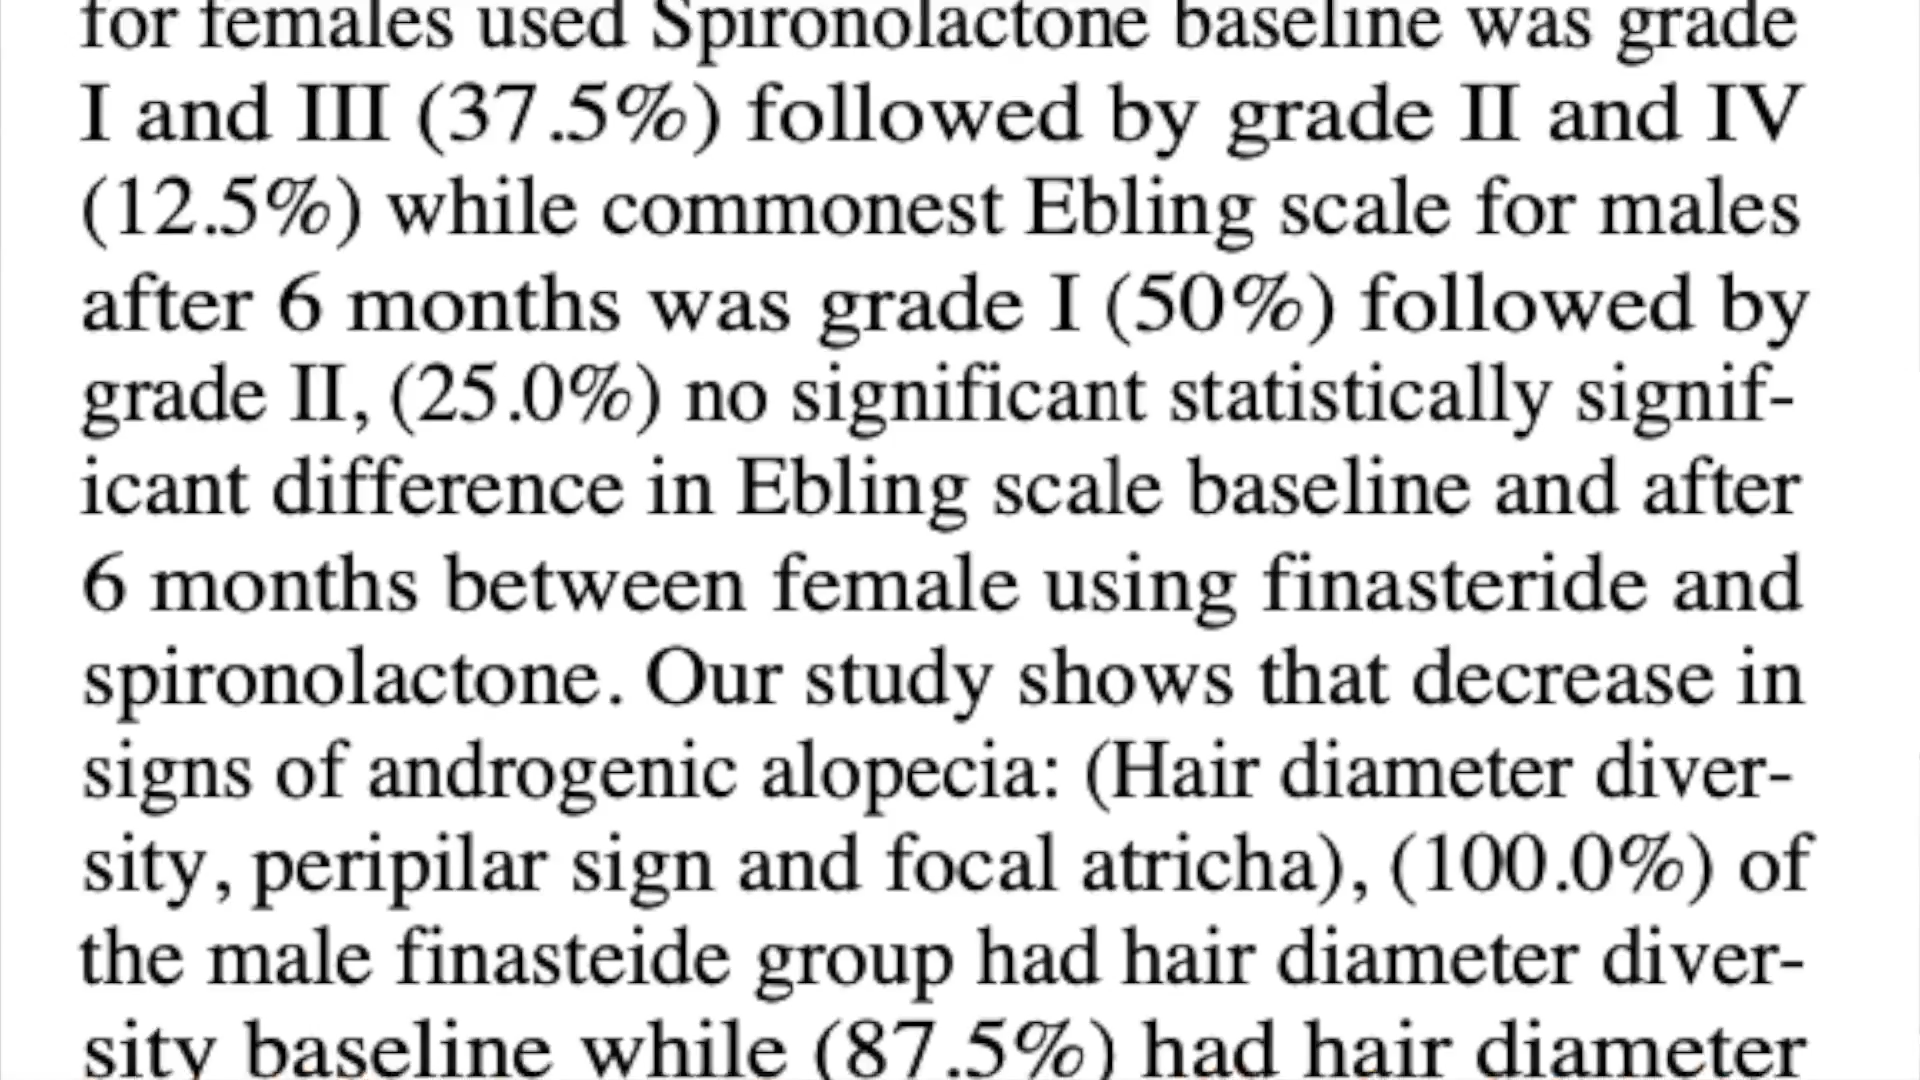 for females used Spironolactone baseline was grade
I and III (37.5%) followed by grade II and IV
(12.5%) while commonest Ebling scale for males
after 6 months was grade I (50%) followed by
grade II, (25.0%) no significant statistically signif-
icant difference in Ebling scale baseline and after
6 months between female using finasteride and
spironolactone. Our study shows that decrease in
signs of androgenic alopecia: (Hair diameter diver-
sity, peripilar sign and focal atricha), (100.0%) of
the male finasteide group had hair diameter diver-
sity baseline while (87.5%) had hair diameter